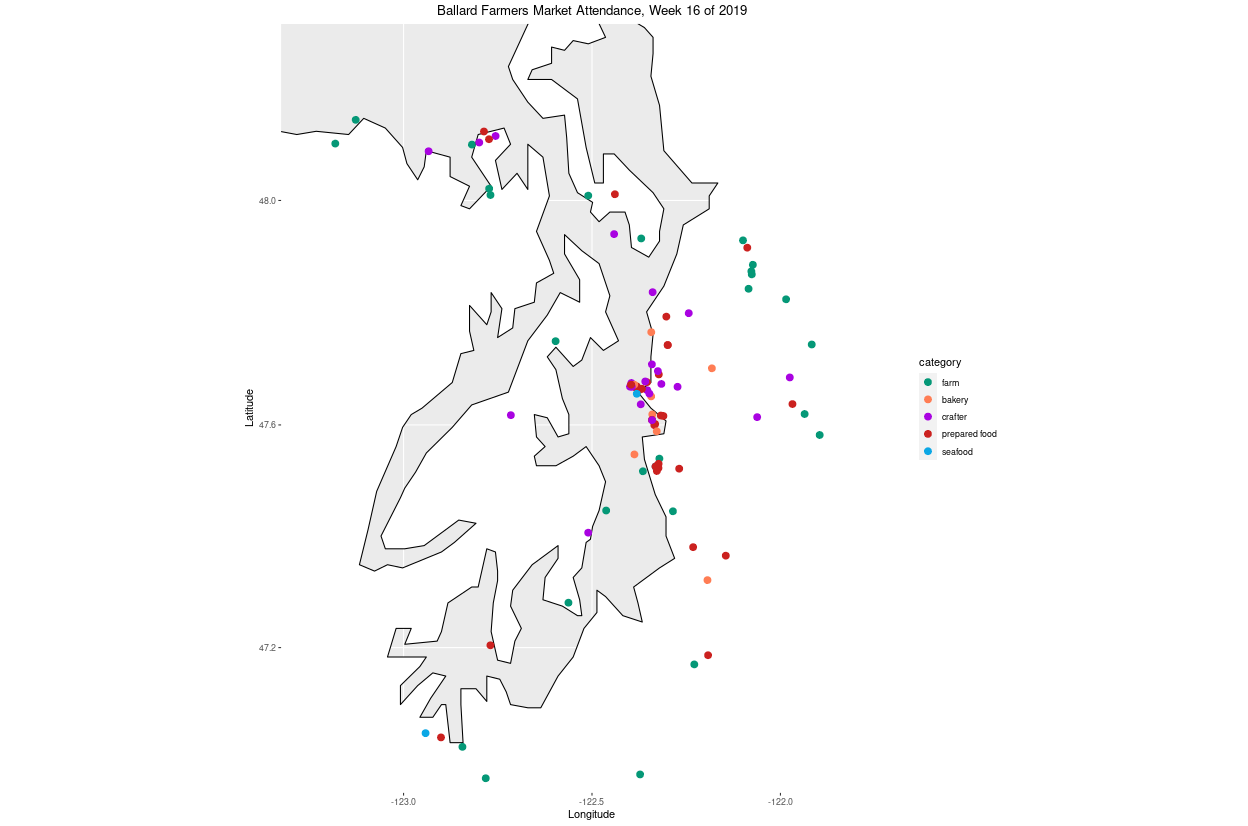 Ballard Farmers Market Attendance, Week 16 of 2019
48.0
47.6
47.2
Latitude
-123.0
-122.5
-122.0
Longitude
category
farm
bakery
crafter
prepared food
seafood